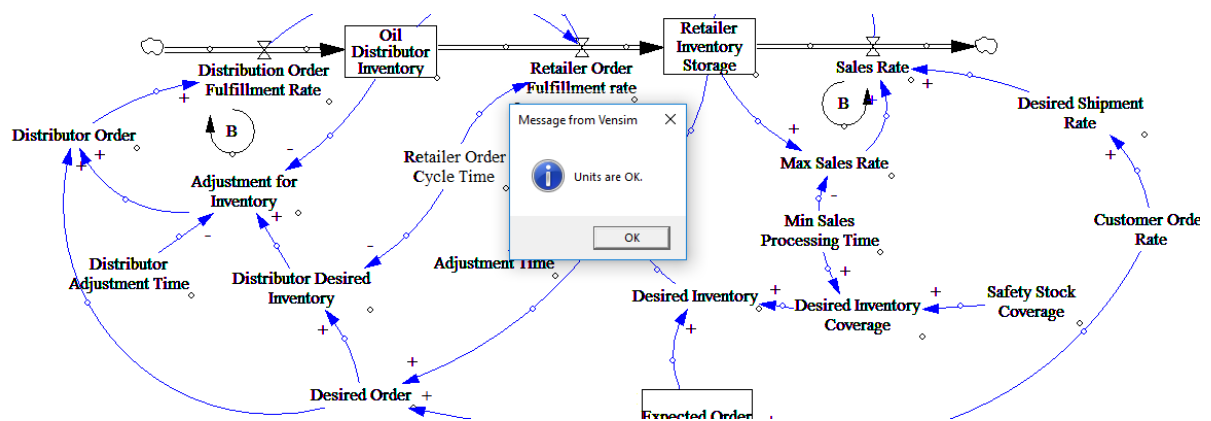 Oil
Distributor
Inventory
Retailer
Inventory
Storage
Distribution Order
Fulfillment Rate
Retailer Order
Fulfillment rate
Sales Rate
Desired Shipment
Rate
+
B
B
+
+
+
Message from Vensim
Distributor Order
+
+
-
+
+
Retailer Order
Cycle Time
Units are OK.
Max Sales Rate
Adjustment for
Inventory
+
-
Min Sales
Processing Time
Customer Orde
Rate
OK
-
-
Distributor
Adjustment Time
Distributor Desired
Inventory
Adjustment Time
+
+
Desired Inventory
+
Desired Inventory
Coverage
+
Safety Stock
Coverage
+
+
+
Desired Order
+
Expected Order
+